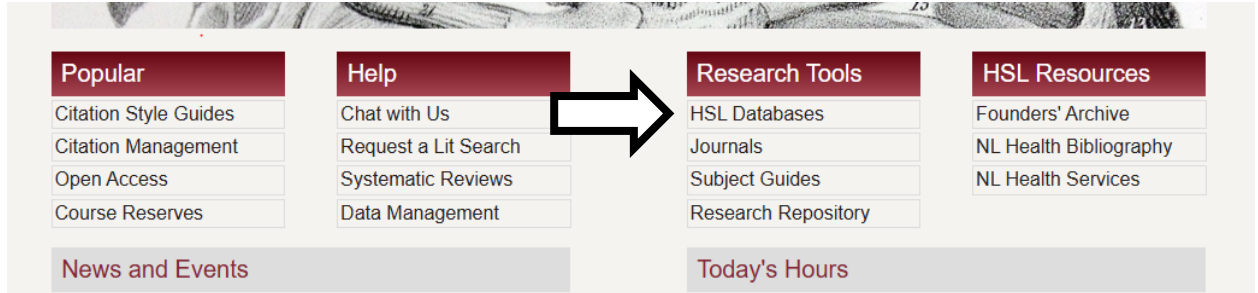 13
Popular
Citation Style Guides
Citation Management
Open Access
Course Reserves
Help
Chat with Us
Request a Lit Search
Systematic Reviews
Data Management
Research Tools
HSL Databases
Journals
Subject Guides
Research Repository
HSL Resources
Founders' Archive
NL Health Bibliography
NL Health Services
News and Events
Today's Hours